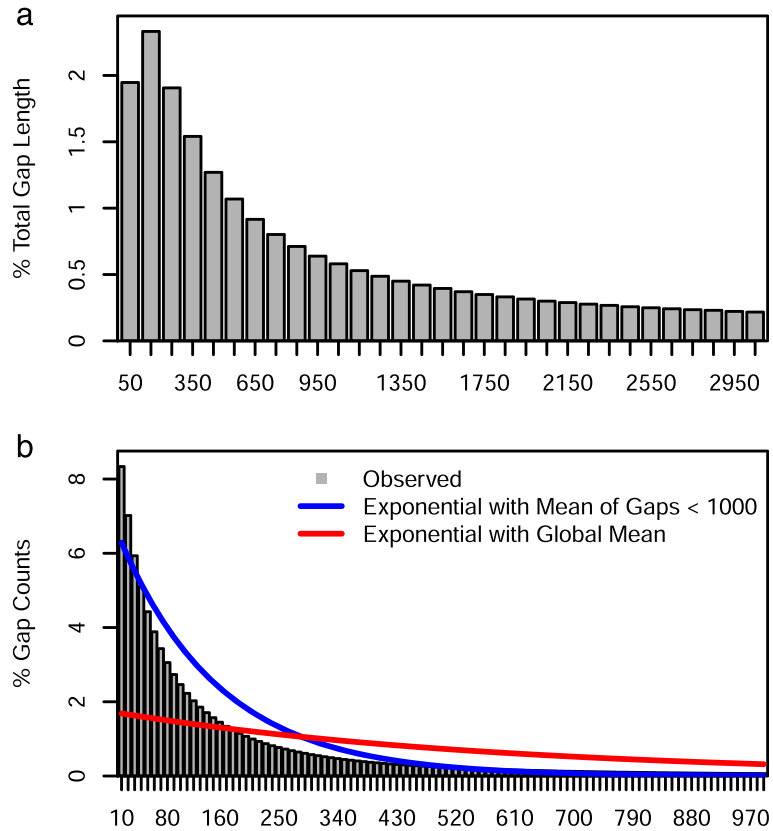 a
% Total Gap Length
2
1.5
1
0.5
0
50 350 650 950 1350 1750 2150 2550 2950
b
% Gap Counts
8
6
4
2
0
Observed
Exponential with Mean of Gaps < 1000
Exponential with Global Mean
10 80 160 250 340 430 520 610 700 790 880 970